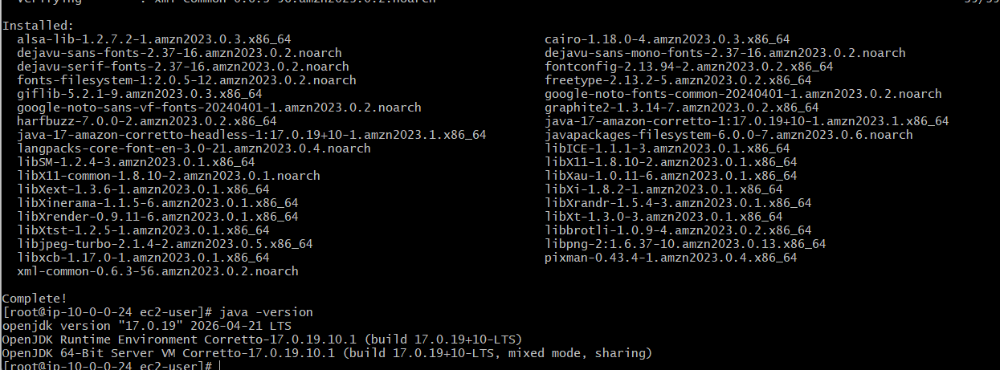 Installed:
alsa-lib-1.2.7.2-1.amzn2023.0.3.x86_64 cairo-1.18.0-4.amzn2023.0.3.x86_64
dejavu-sans-fonts-2.37-16.amzn2023.0.2.noarch dejavu-sans-mono-fonts-2.37-16.amzn2023.0.2.noarch
dejavu-serif-fonts-2.37-16.amzn2023.0.2.noarch fontconfig-2.13.94-2.amzn2023.0.2.x86_64
fonts-filesystem-1:2.0.5-12.amzn2023.0.2.noarch freetype-2.13.2-5.amzn2023.0.2.x86_64
giflib-5.2.1-9.amzn2023.0.3.x86_64 google-noto-fonts-common-20240401-1.amzn2023.0.2.noarch
google-noto-sans-vf-fonts-20240401-1.amzn2023.0.2.noarch graphite2-1.3.14-7.amzn2023.0.2.x86_64
harfbuzz-7.0.0-2.amzn2023.0.2.x86_64 java-17-amazon-corretto-1:17.0.19+10-1.amzn2023.1.x86_64
java-17-amazon-corretto-headless-1:17.0.19+10-1.amzn2023.1.x86_64 javapackages-filesystem-6.0.0-7.amzn2023.0.6.noarch
langpacks-core-font-en-3.0-21.amzn2023.0.4.noarch libICE-1.1.1-3.amzn2023.0.1.x86_64
libSM-1.2.4-3.amzn2023.0.1.x86_64 libX11-1.8.10-2.amzn2023.0.1.x86_64
libX11-common-1.8.10-2.amzn2023.0.1.noarch libXau-1.0.11-6.amzn2023.0.1.x86_64
libXext-1.3.6-1.amzn2023.0.1.x86_64 libXi-1.8.2-1.amzn2023.0.1.x86_64
libXinerama-1.1.5-6.amzn2023.0.1.x86_64 libXrandr-1.5.4-3.amzn2023.0.1.x86_64
libXrender-0.9.11-6.amzn2023.0.1.x86_64 libXt-1.3.0-3.amzn2023.0.1.x86_64
libXtst-1.2.5-1.amzn2023.0.1.x86_64 libbrotli-1.0.9-4.amzn2023.0.2.x86_64
libjpeg-turbo-2.1.4-2.amzn2023.0.5.x86_64 libpng-2:1.6.37-10.amzn2023.0.13.x86_64
libxcb-1.17.0-1.amzn2023.0.1.x86_64 pixman-0.43.4-1.amzn2023.0.4.x86_64
xml-common-0.6.3-56.amzn2023.0.2.noarch
Complete!
[root@ip-10-0-0-24 ec2-user]# java -version
openjdk version "17.0.19" 2026-04-21 LTS
OpenJDK Runtime Environment Corretto-17.0.19.10.1 (build 17.0.19+10-LTS)
OpenJDK 64-Bit Server VM Corretto-17.0.19.10.1 (build 17.0.19+10-LTS, mixed mode, sharing)
[root@ip-10-0-0-24 ec2-user]#